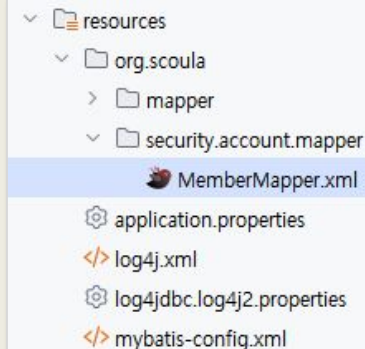 resources
org.scoula
mapper
security.account.mapper
MemberMapper.xml
application.properties
log4j.xml
log4jdbc.log4j2.properties
mybatis-config.xml